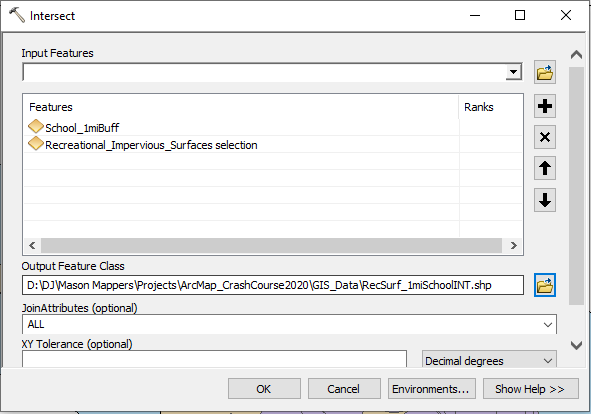 Intersect
Input Features
Features Ranks
School_1miBuff
Recreational_Impervious_Surfaces selection
Output Feature Class
D:\DJ\Mason Mappers\Projects\ArcMap_CrashCourse2020\GIS_Data\RecSurf_1miSchoolINT.shp
JoinAttributes (optional)
ALL
XY Tolerance (optional)
Decimal degrees
OK Cancel Environments... Show Help >>